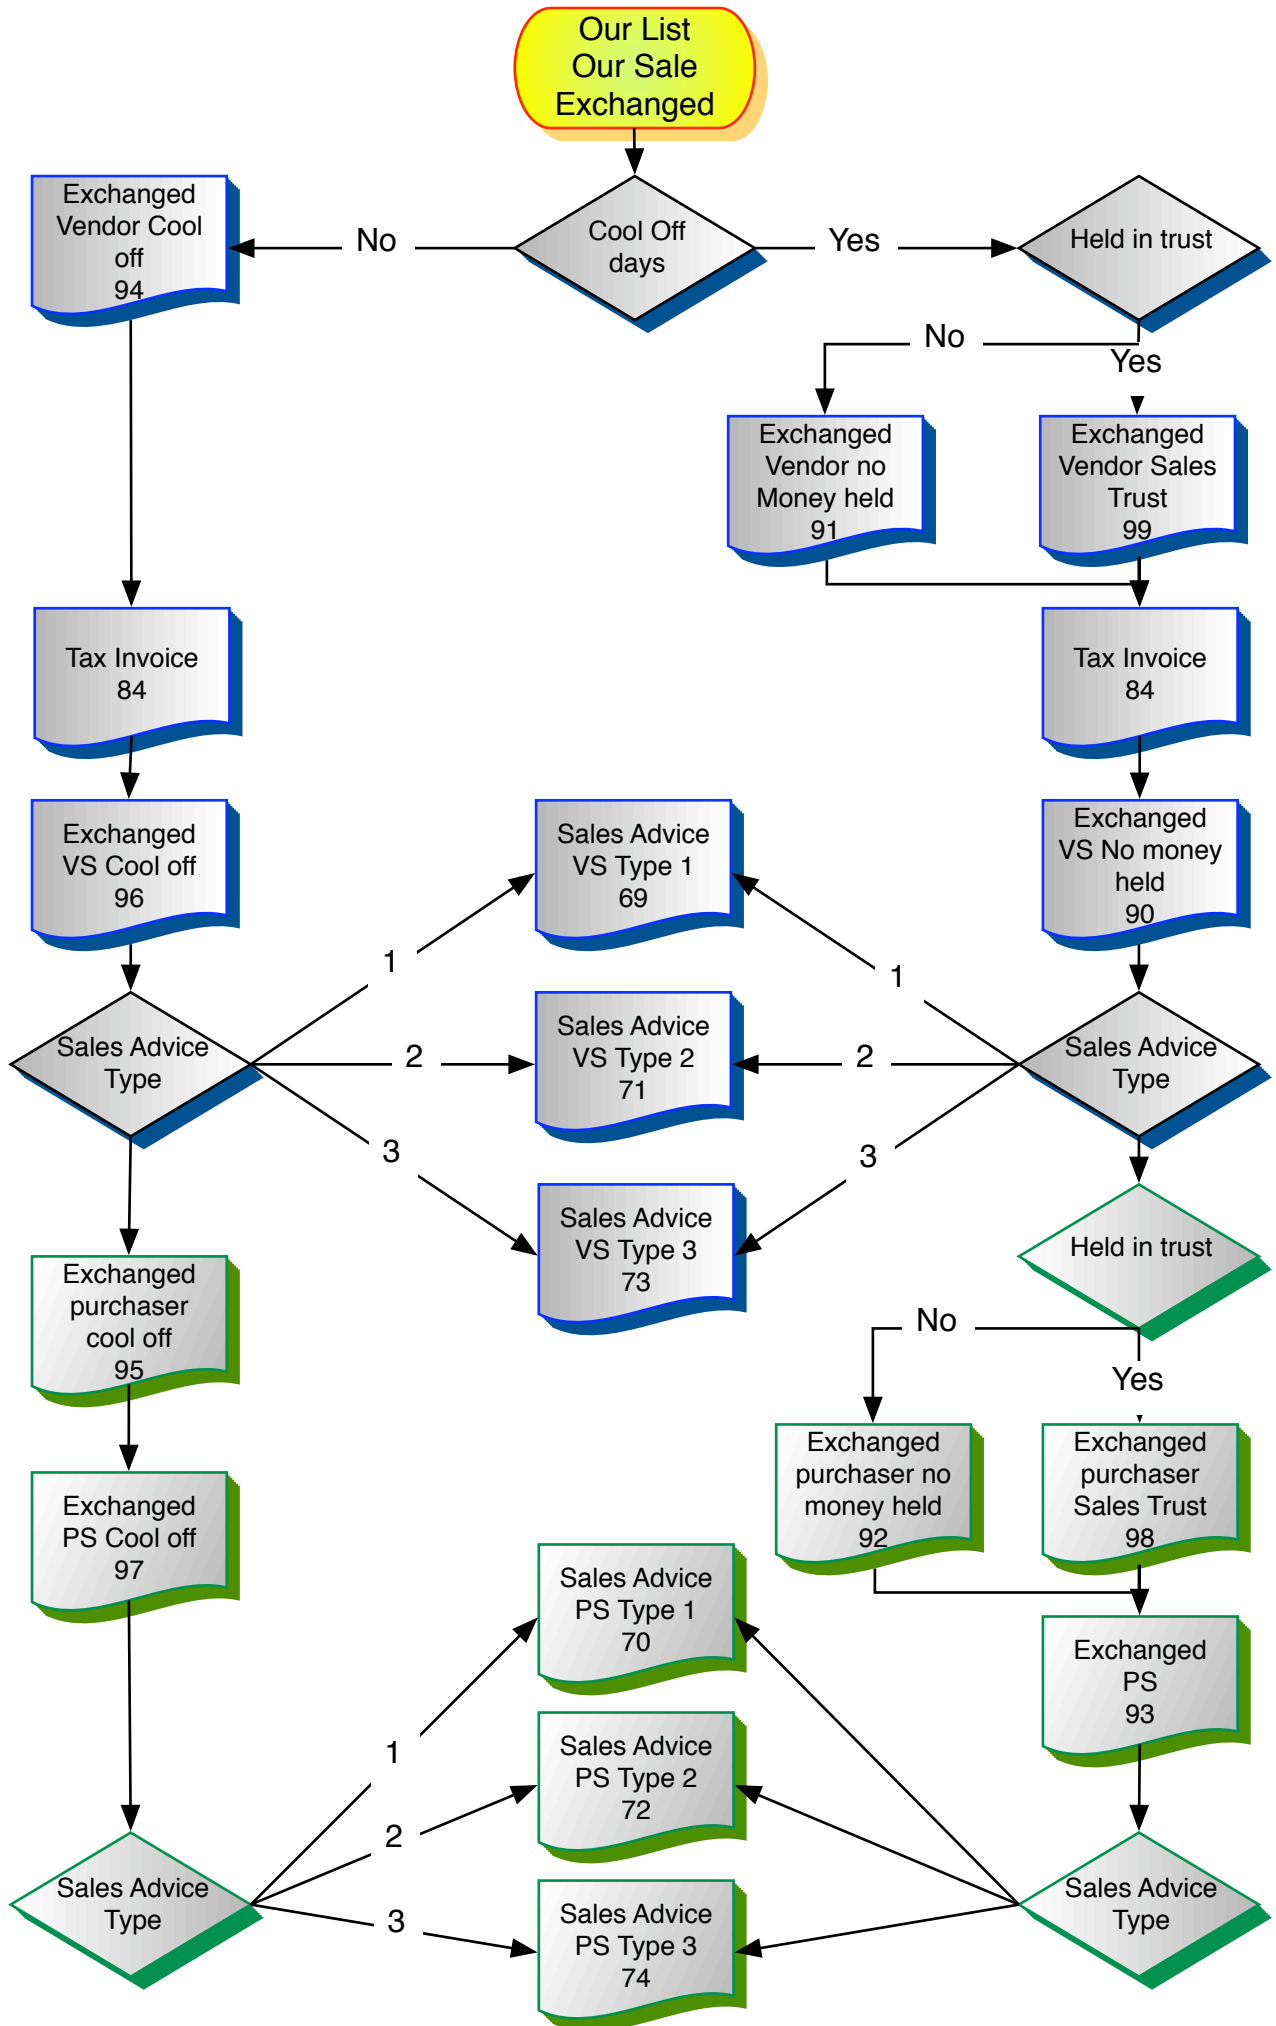 Our List
Our Sale
Exchanged
Exchanged
Vendor Cool
off
94
No
Cool Off
days
Yes
Held in trust
No
Yes
Exchanged
Vendor no
Money held
91
Exchanged
Vendor Sales
Trust
99
Tax Invoice
84
Tax Invoice
84
Exchanged
VS Cool off
96
Sales Advice
VS Type 1
69
Exchanged
VS No money
held
90
1
1
Sales Advice
Type
2
Sales Advice
VS Type 2
71
2
Sales Advice
Type
3
3
Sales Advice
VS Type 3
73
Held in trust
Exchanged
purchaser
cool off
95
No
Yes
Exchanged
purchaser no
money held
92
Exchanged
purchaser
Sales Trust
98
Exchanged
PS Cool off
97
Sales Advice
PS Type 1
70
Exchanged
PS
93
1
Sales Advice
PS Type 2
72
2
Sales Advice
Type
3
Sales Advice
PS Type 3
74
Sales Advice
Type